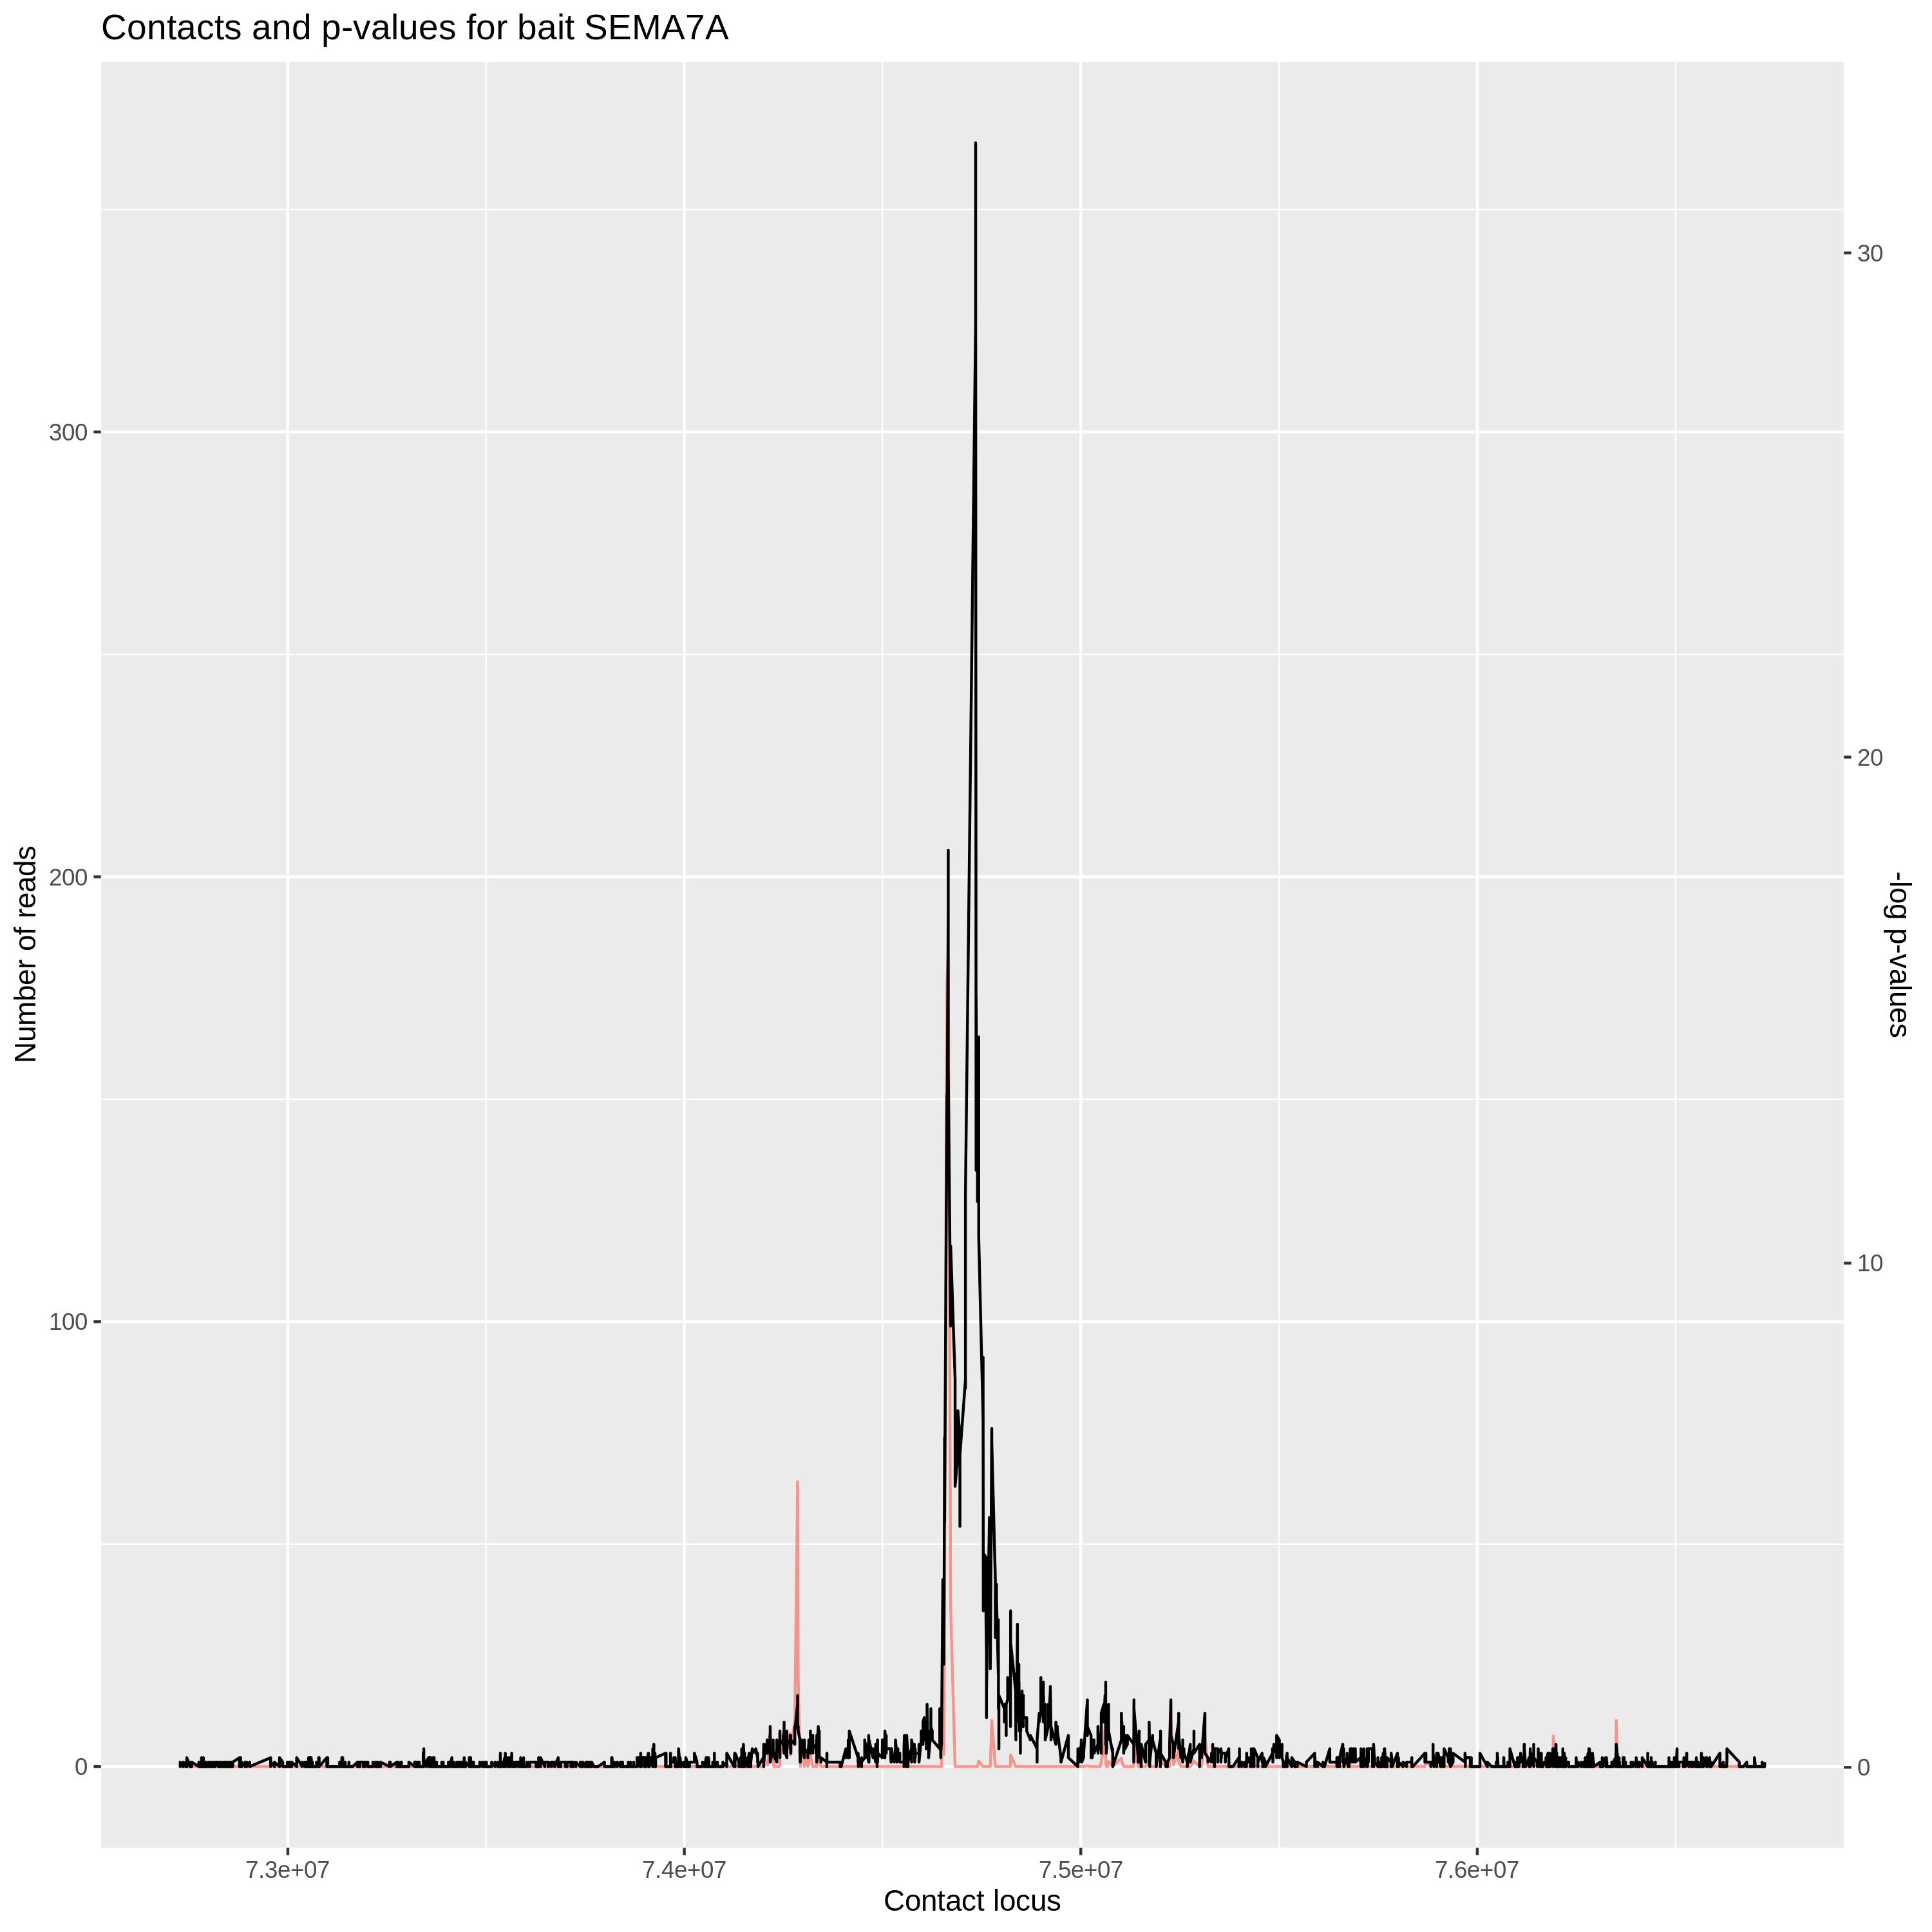 Contacts and p-values for bait SEMA7A
Number of reads
300
200
100
0
30
20
10
0
-log p-values
7.3e+07 7.4e+07 7.5e+07 7.6e+07
Contact locus